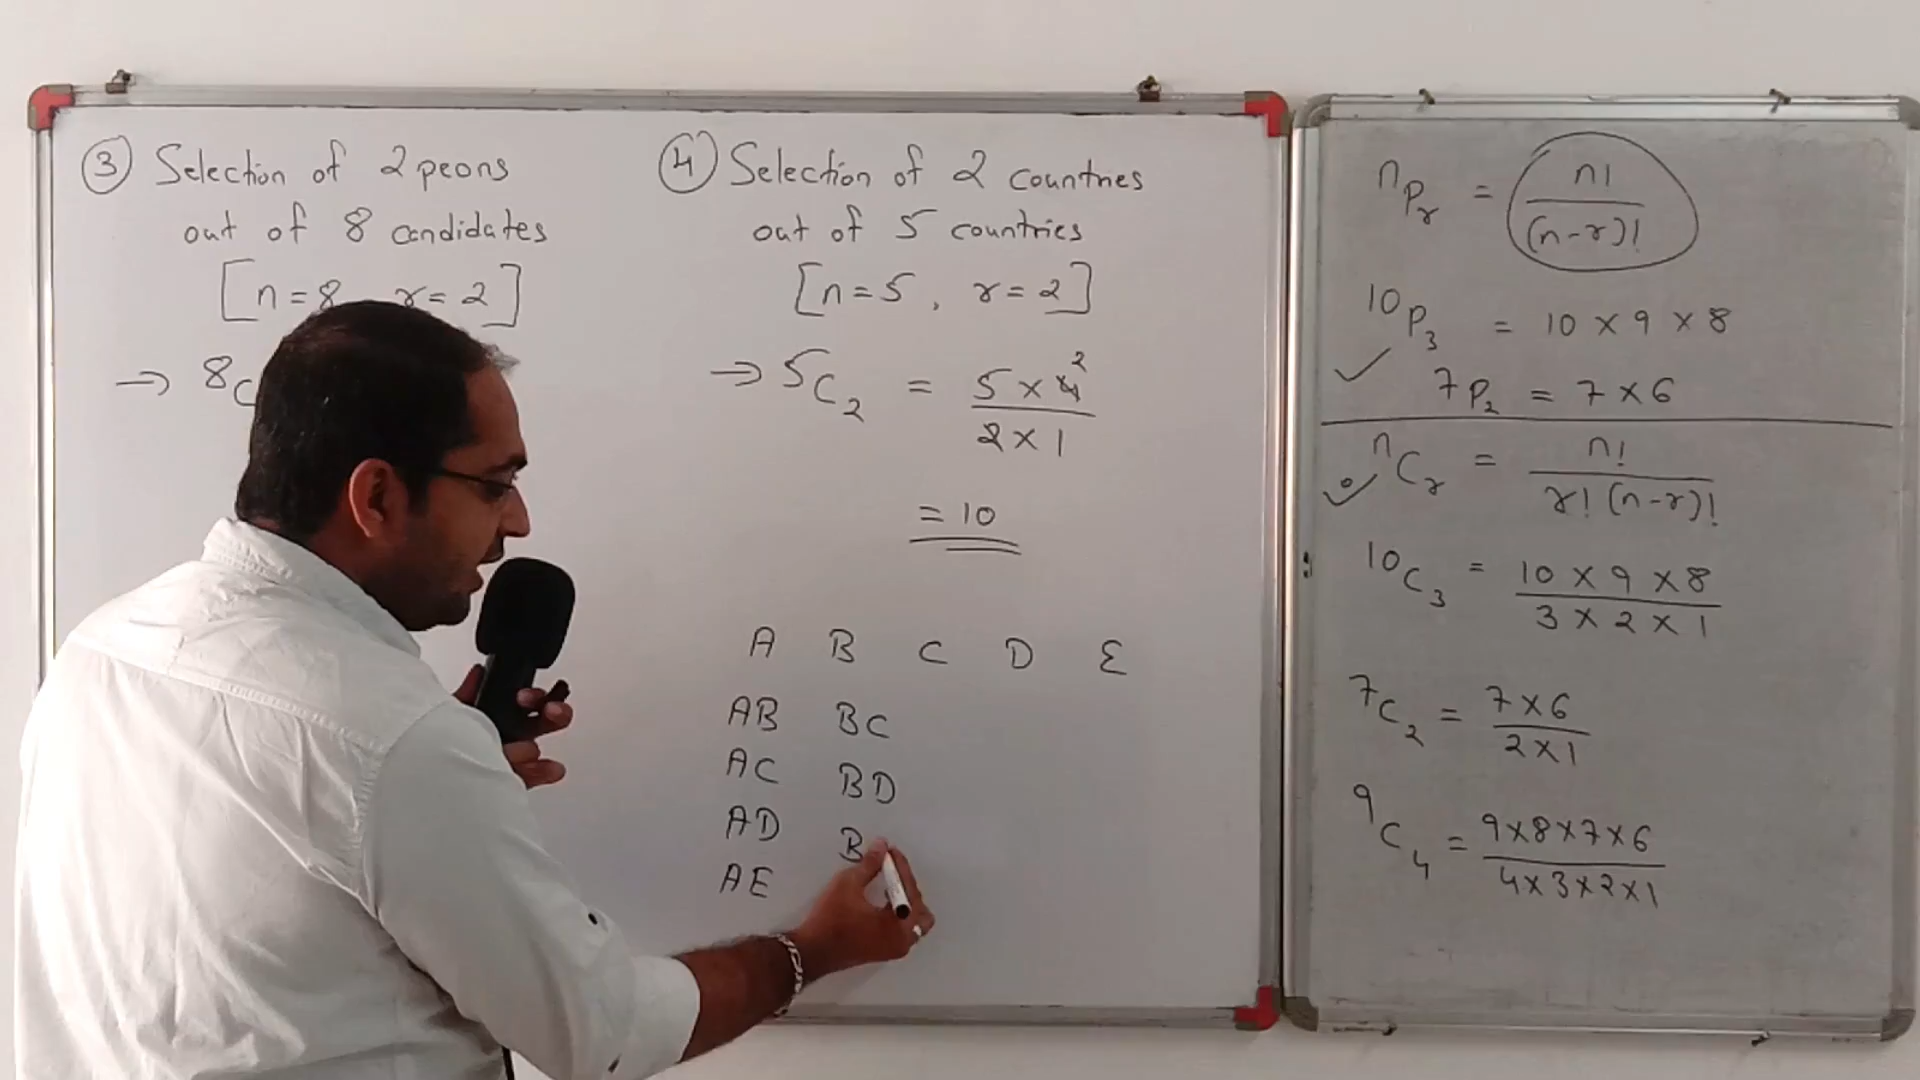 ③ Selection of 2 peons
out of 8 candidates
[n=8, r=2]
→ ⁸C
④ Selection of 2 countries
out of 5 countries
[n=5, r=2]
→ ⁵C₂ = 5 × 4 ²
2 × 1
= 10
A B C D E
AB BC
AC BD
AD B
AE
ⁿPᵣ = n!
(n-r)!
¹⁰P₃ = 10 × 9 × 8
✓ ⁷P₂ = 7 × 6
✓ ⁿCᵣ = n!
r! (n-r)!
¹⁰C₃ = 10 × 9 × 8
3 × 2 × 1
⁷C₂ = 7 × 6
2 × 1
⁹C₄ = 9×8×7×6
4×3×2×1